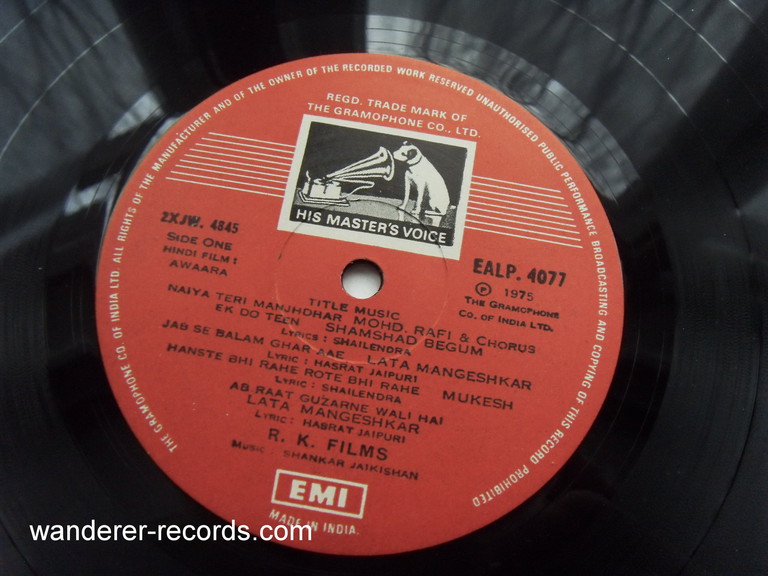 THE GRAMOPHONE CO. OF INDIA LTD. ALL RIGHTS OF THE MANUFACTURER AND OF THE OWNER OF THE RECORDED WORK RESERVED UNAUTHORISED PUBLIC PERFORMANCE BROADCASTING AND COPYING OF THIS RECORD PROHIBITED
REGD. TRADE MARK OF
THE GRAMOPHONE CO., LTD.
HIS MASTER'S VOICE
2XJW. 4845
SIDE ONE
HINDI FILM :
AWAARA
EALP. 4077
℗ 1975
THE GRAMOPHONE
CO. OF INDIA LTD.
TITLE MUSIC
NAIYA TERI MANJHDHAR MOHD. RAFI & CHORUS
EK DO TEEN SHAMSHAD BEGUM
LYRICS : SHAILENDRA
JAB SE BALAM GHAR AAE LATA MANGESHKAR
LYRIC : HASRAT JAIPURI
HANSTE BHI RAHE ROTE BHI RAHE MUKESH
LYRIC : SHAILENDRA
AB RAAT GUZARNE WALI HAI
LATA MANGESHKAR
LYRIC : HASRAT JAIPURI
R. K. FILMS
MUSIC : SHANKAR JAIKISHAN
EMI
MADE IN INDIA.
wanderer-records.com